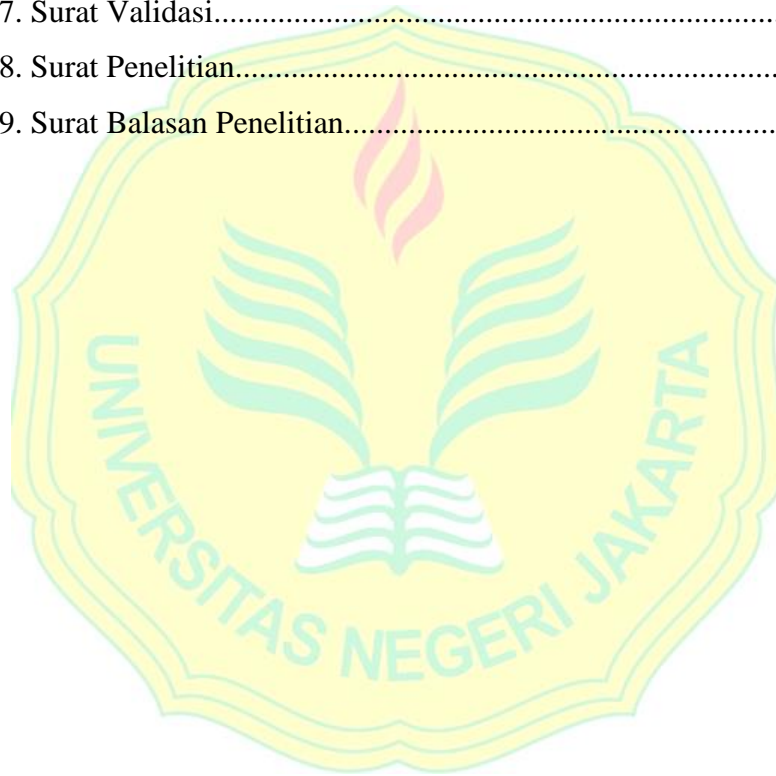 7. Surat Validasi.......................................................................
8. Surat Penelitian....................................................................
9. Surat Balasan Penelitian......................................................
UNIVERSITAS NEGERI JAKARTA